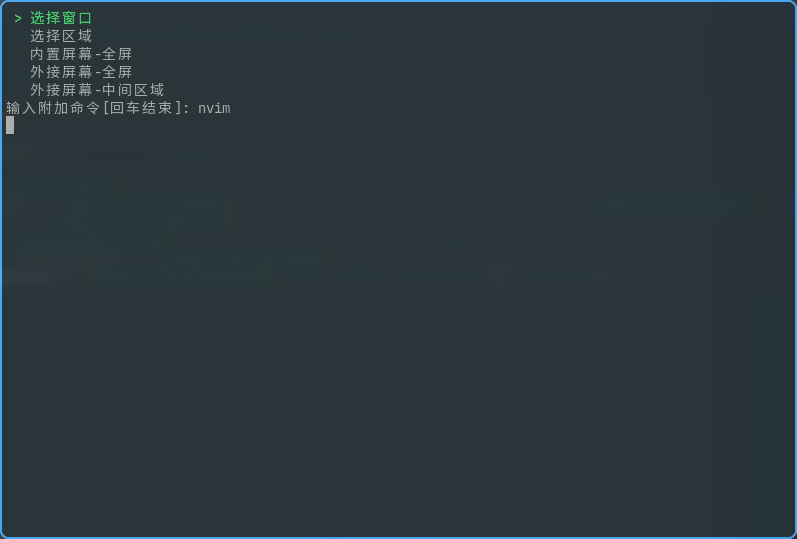 > 选择窗口
选择区域
内置屏幕-全屏
外接屏幕-全屏
外接屏幕-中间区域
输入附加命令[回车结束]: nvim